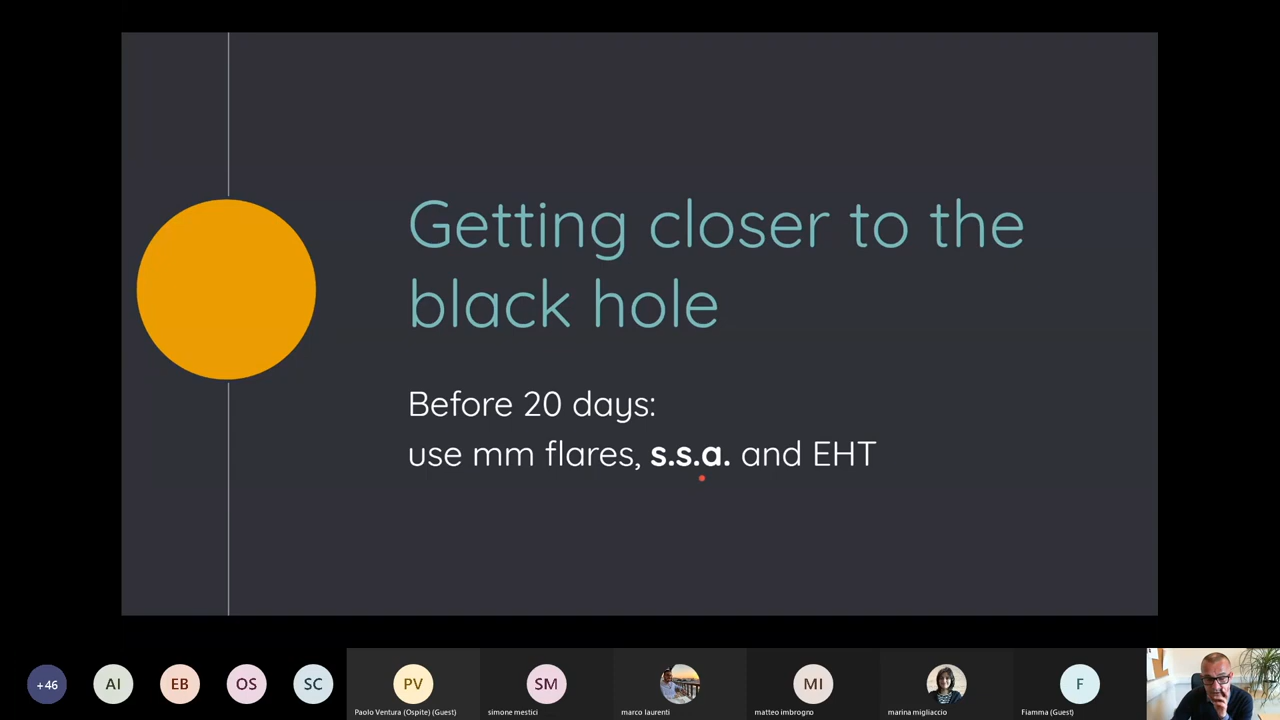 Getting closer to the
black hole
Before 20 days:
use mm flares, s.s.a. and EHT
+46
AI
EB
OS
SC
PV
SM
MI
F
Paolo Ventura (Ospite) (Guest)
simone mestici
marco laurenti
matteo imbrogno
marina migliaccio
Fiamma (Guest)